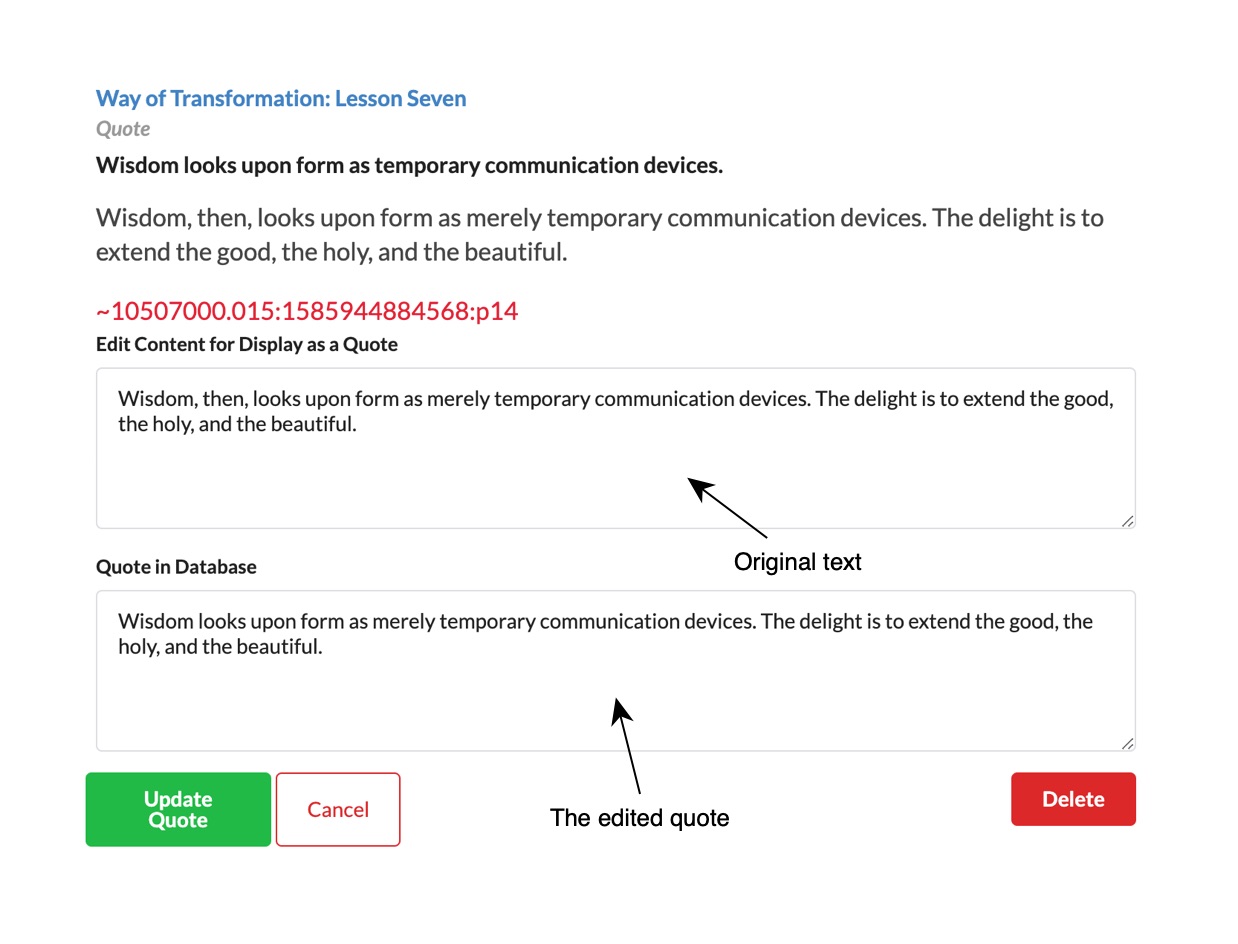 Way of Transformation: Lesson Seven
Quote
Wisdom looks upon form as temporary communication devices.
Wisdom, then, looks upon form as merely temporary communication devices. The delight is to
extend the good, the holy, and the beautiful.
~10507000.015:1585944884568:p14
Edit Content for Display as a Quote
Wisdom, then, looks upon form as merely temporary communication devices. The delight is to extend the good,
the holy, and the beautiful.
Original text
Quote in Database
Wisdom looks upon form as merely temporary communication devices. The delight is to extend the good, the
holy, and the beautiful.
Update
Quote
Cancel
The edited quote
Delete